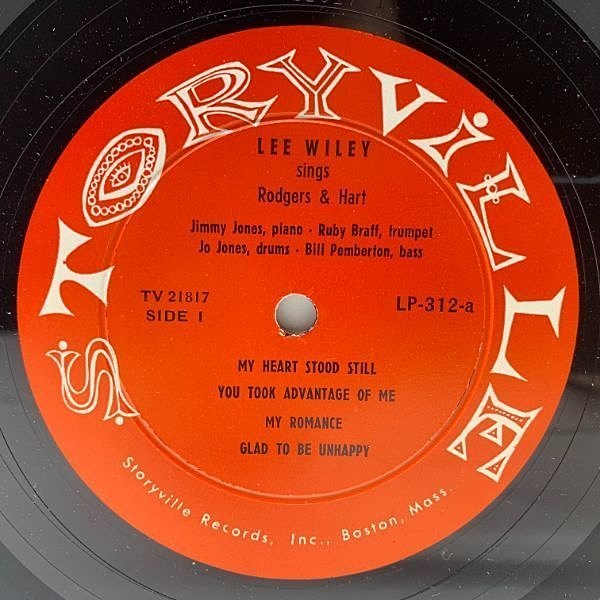 STORYViLLE
LEE WILEY
sings
Rodgers & Hart
Jimmy Jones, piano · Ruby Braff, trumpet
Jo Jones, drums · Bill Pemberton, bass
TV 21817
SIDE 1
LP-312-a
MY HEART STOOD STILL
YOU TOOK ADVANTAGE OF ME
MY ROMANCE
GLAD TO BE UNHAPPY
Storyville Records, Inc., Boston, Mass.